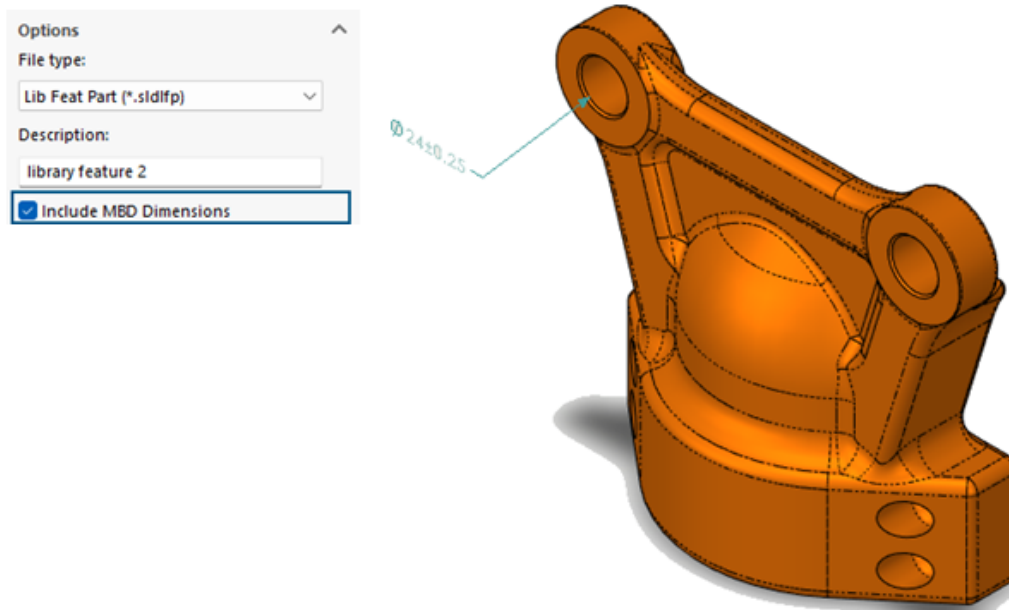 Options
File type:
Lib Feat Part (*.sldlfp)
Description:
library feature 2
Include MBD Dimensions
Ø24±0.25